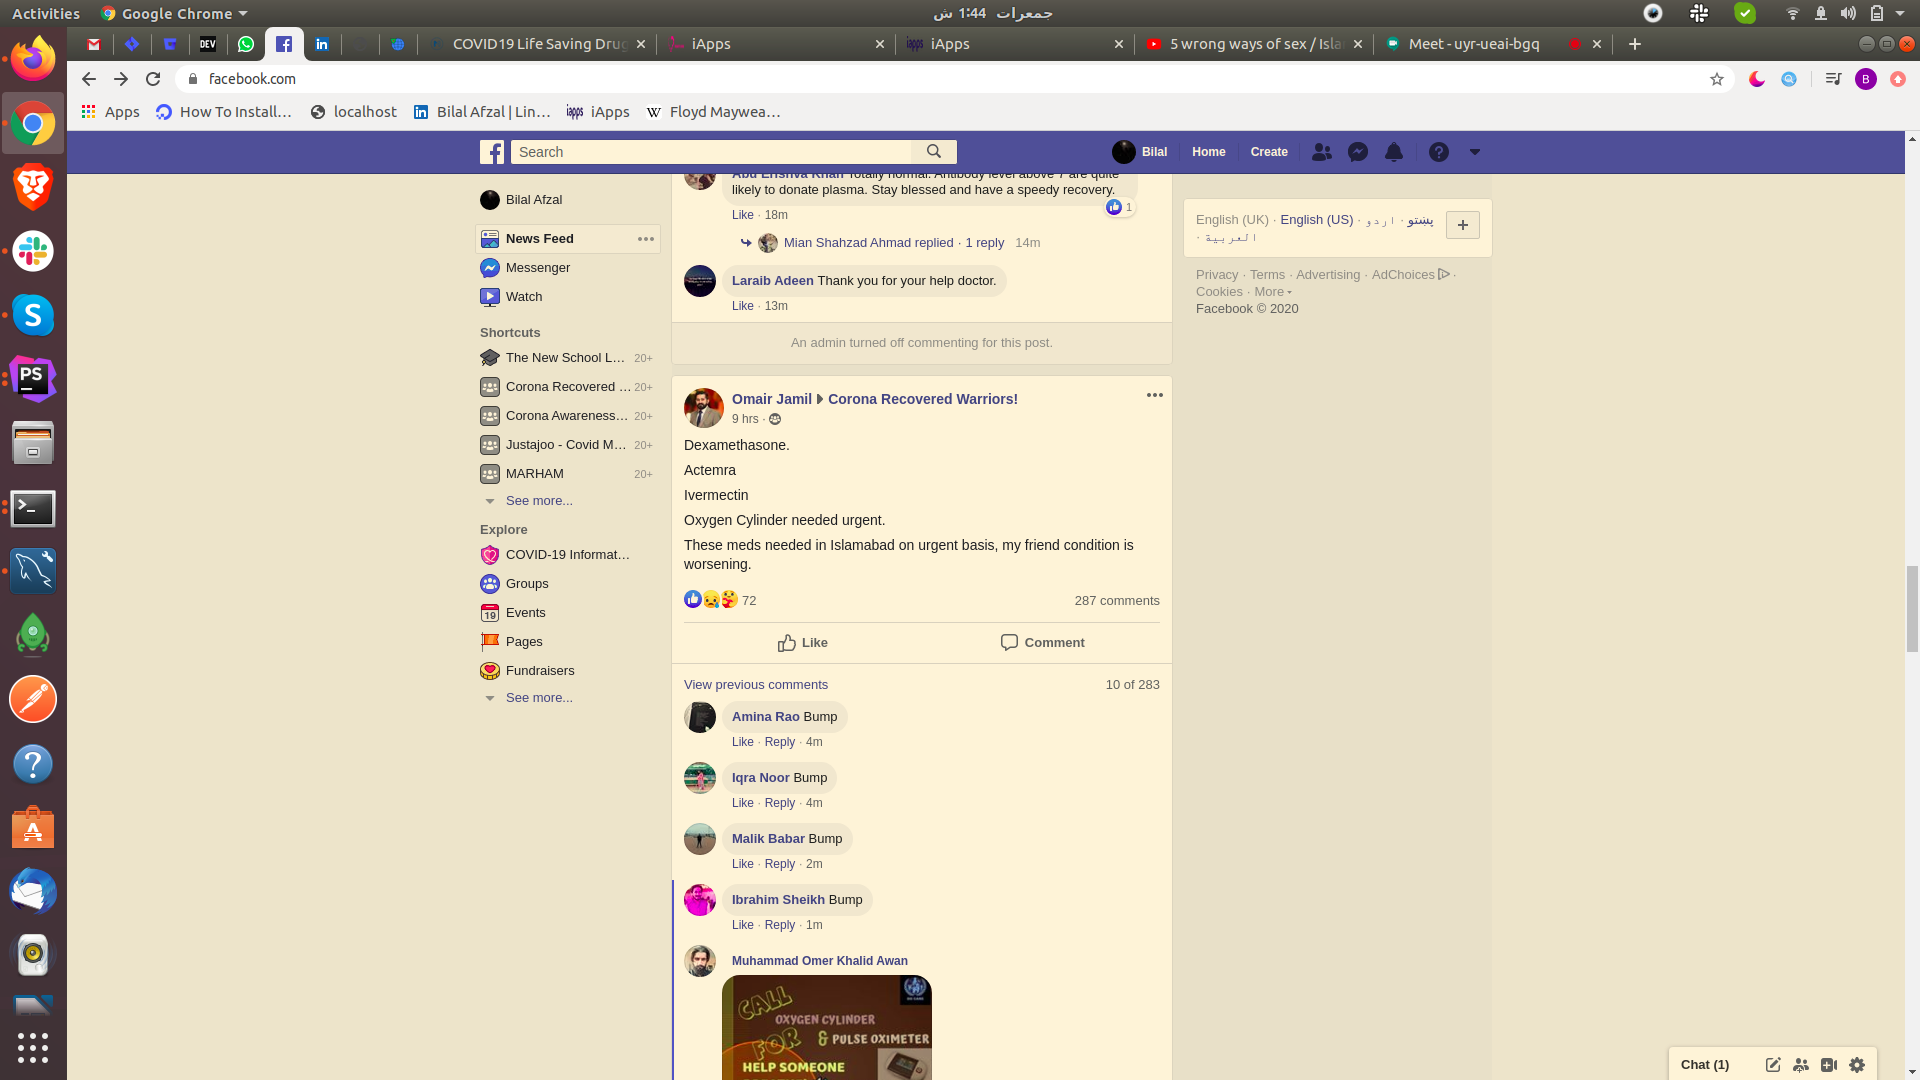 Activities
Google Chrome
جمعرات 1:44 ش
COVID19 Life Saving Drug
iApps
iApps
5 wrong ways of sex / Isla
Meet - uyr-ueai-bgq
facebook.com
B
Apps
How To Install…
localhost
Bilal Afzal | Lin…
iApps
Floyd Maywea…
Search
Bilal
Home
Create
Bilal Afzal
News Feed
Messenger
Watch
Shortcuts
The New School L… 20+
Corona Recovered … 20+
Corona Awareness… 20+
Justajoo - Covid M… 20+
MARHAM 20+
See more...
Explore
COVID-19 Informat…
Groups
Events
Pages
Fundraisers
See more...
Abu Erishva Khan Totally normal. Antibody level above 7 are quite
likely to donate plasma. Stay blessed and have a speedy recovery.
1
Like · 18m
Mian Shahzad Ahmad replied · 1 reply 14m
Laraib Adeen Thank you for your help doctor.
Like · 13m
An admin turned off commenting for this post.
Omair Jamil Corona Recovered Warriors!
9 hrs ·
Dexamethasone.
Actemra
Ivermectin
Oxygen Cylinder needed urgent.
These meds needed in Islamabad on urgent basis, my friend condition is
worsening.
72
287 comments
Like
Comment
View previous comments
10 of 283
Amina Rao Bump
Like · Reply · 4m
Iqra Noor Bump
Like · Reply · 4m
Malik Babar Bump
Like · Reply · 2m
Ibrahim Sheikh Bump
Like · Reply · 1m
Muhammad Omer Khalid Awan
CALL
OXYGEN CYLINDER
FOR & PULSE OXIMETER
HELP SOMEONE
English (UK) · English (US) · اردو · پښتو
· العربية
Privacy · Terms · Advertising · AdChoices ·
Cookies · More
Facebook © 2020
Chat (1)
DEV
PS
19